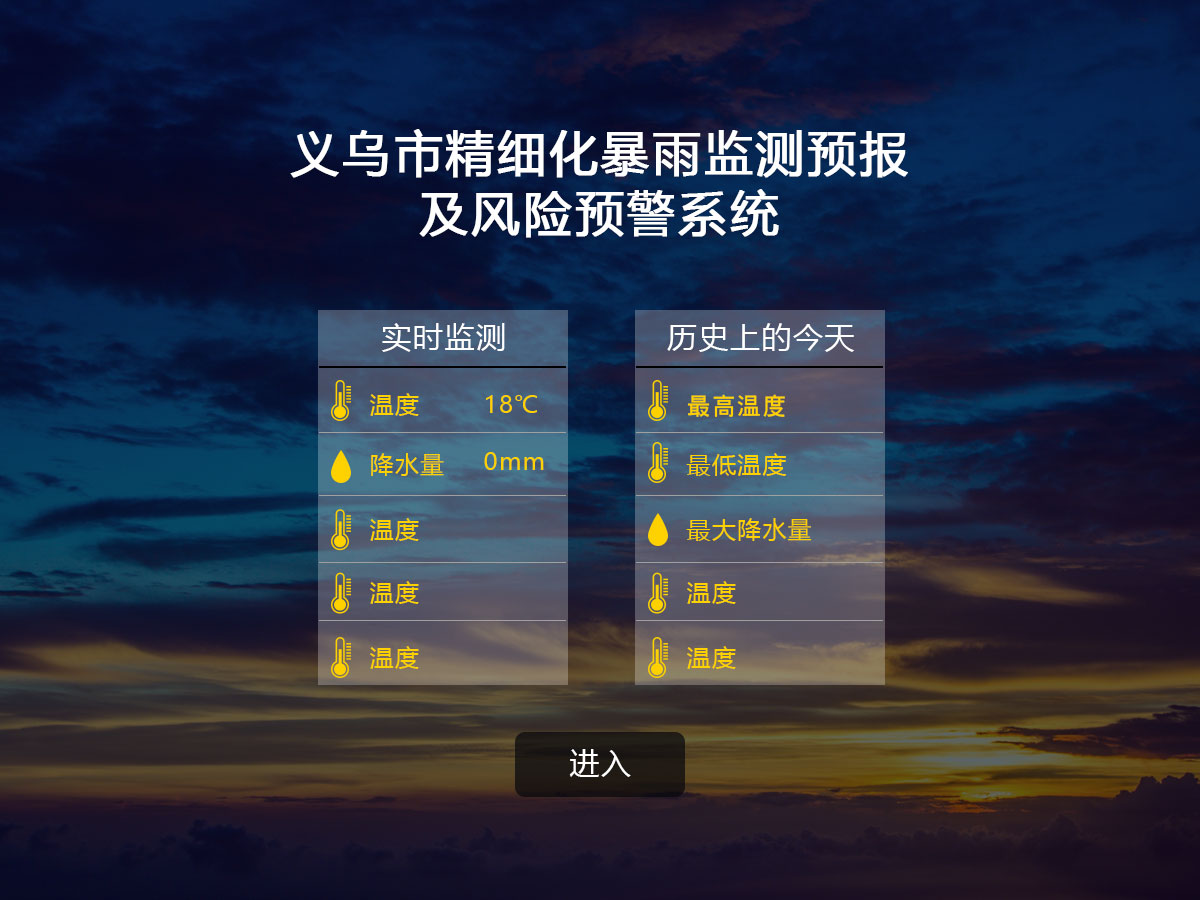 义乌市精细化暴雨监测预报
及风险预警系统
实时监测
温度 18℃
降水量 0mm
温度
温度
温度
历史上的今天
最高温度
最低温度
最大降水量
温度
温度
进入